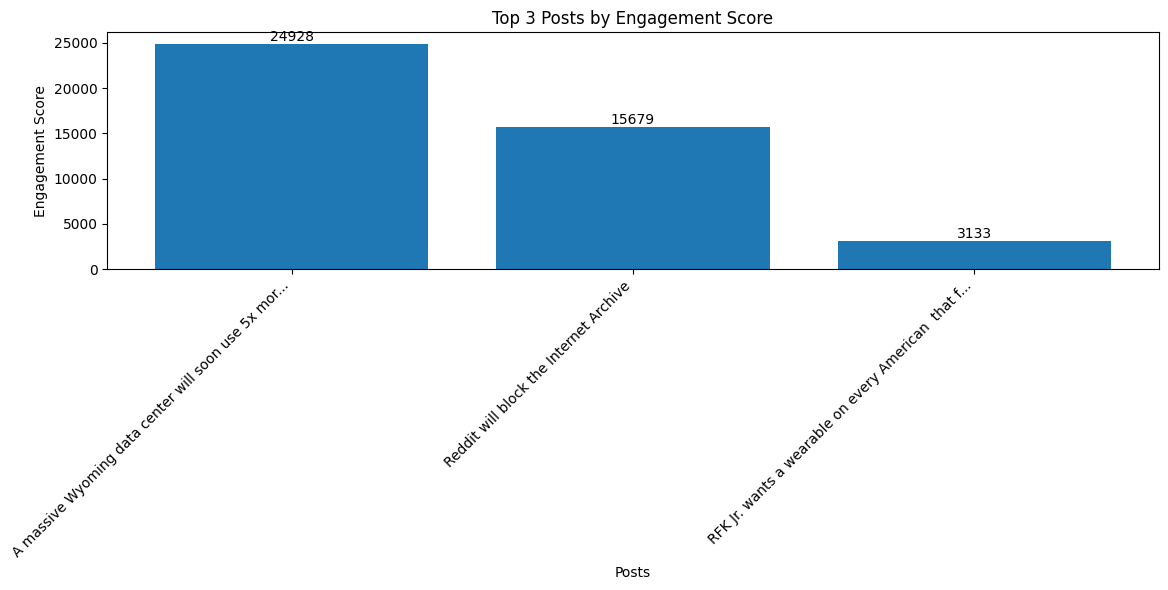 Top 3 Posts by Engagement Score
Engagement Score
25000
20000
15000
10000
5000
0
24928
15679
3133
A massive Wyoming data center will soon use 5x mor...
Reddit will block the Internet Archive
RFK Jr. wants a wearable on every American  that f...
Posts